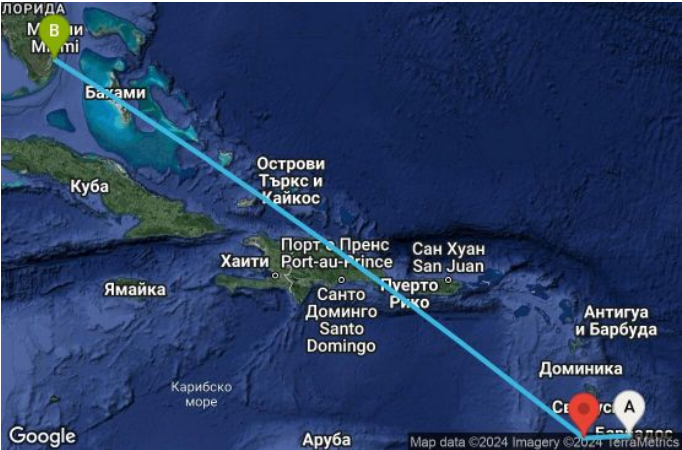 ЛОРИДА
B
Miami
Бахами
Куба
Острови
Търкс и
Кайкос
Порт о Пренс
Port-au-Prince
Хаити
Сан Хуан
San Juan
Пуерто
Рико
Ямайка
Санто
Доминго
Santo
Domingo
Антигуа
и Барбуда
Доминика
A
Карибско
море
Барбадос
Аруба
Google
Map data ©2024 Imagery ©2024 TerraMetrics